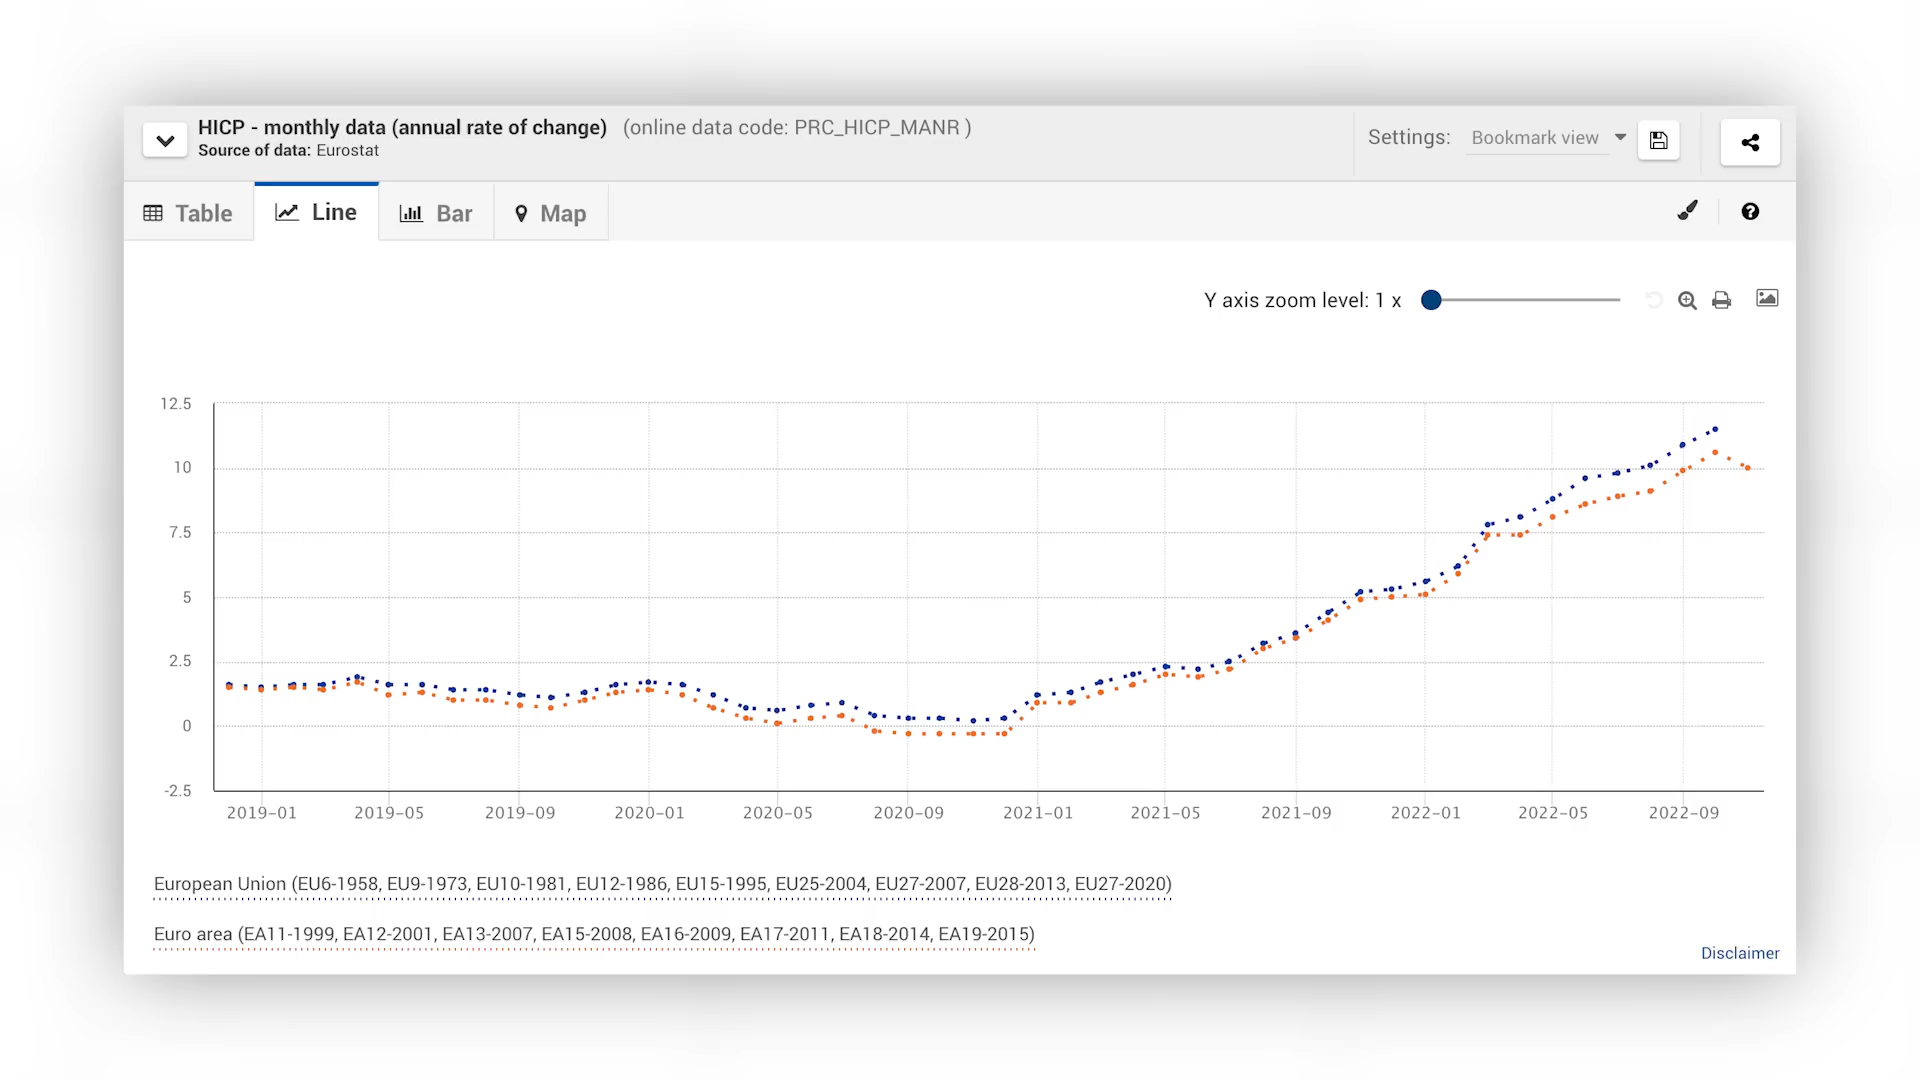 HICP - monthly data (annual rate of change) (online data code: PRC_HICP_MANR )
Source of data: Eurostat
Settings: Bookmark view
Table Line Bar Map
Y axis zoom level: 1 x
12.5
10
7.5
5
2.5
0
-2.5
2019-01 2019-05 2019-09 2020-01 2020-05 2020-09 2021-01 2021-05 2021-09 2022-01 2022-05 2022-09
European Union (EU6-1958, EU9-1973, EU10-1981, EU12-1986, EU15-1995, EU25-2004, EU27-2007, EU28-2013, EU27-2020)
Euro area (EA11-1999, EA12-2001, EA13-2007, EA15-2008, EA16-2009, EA17-2011, EA18-2014, EA19-2015)
Disclaimer